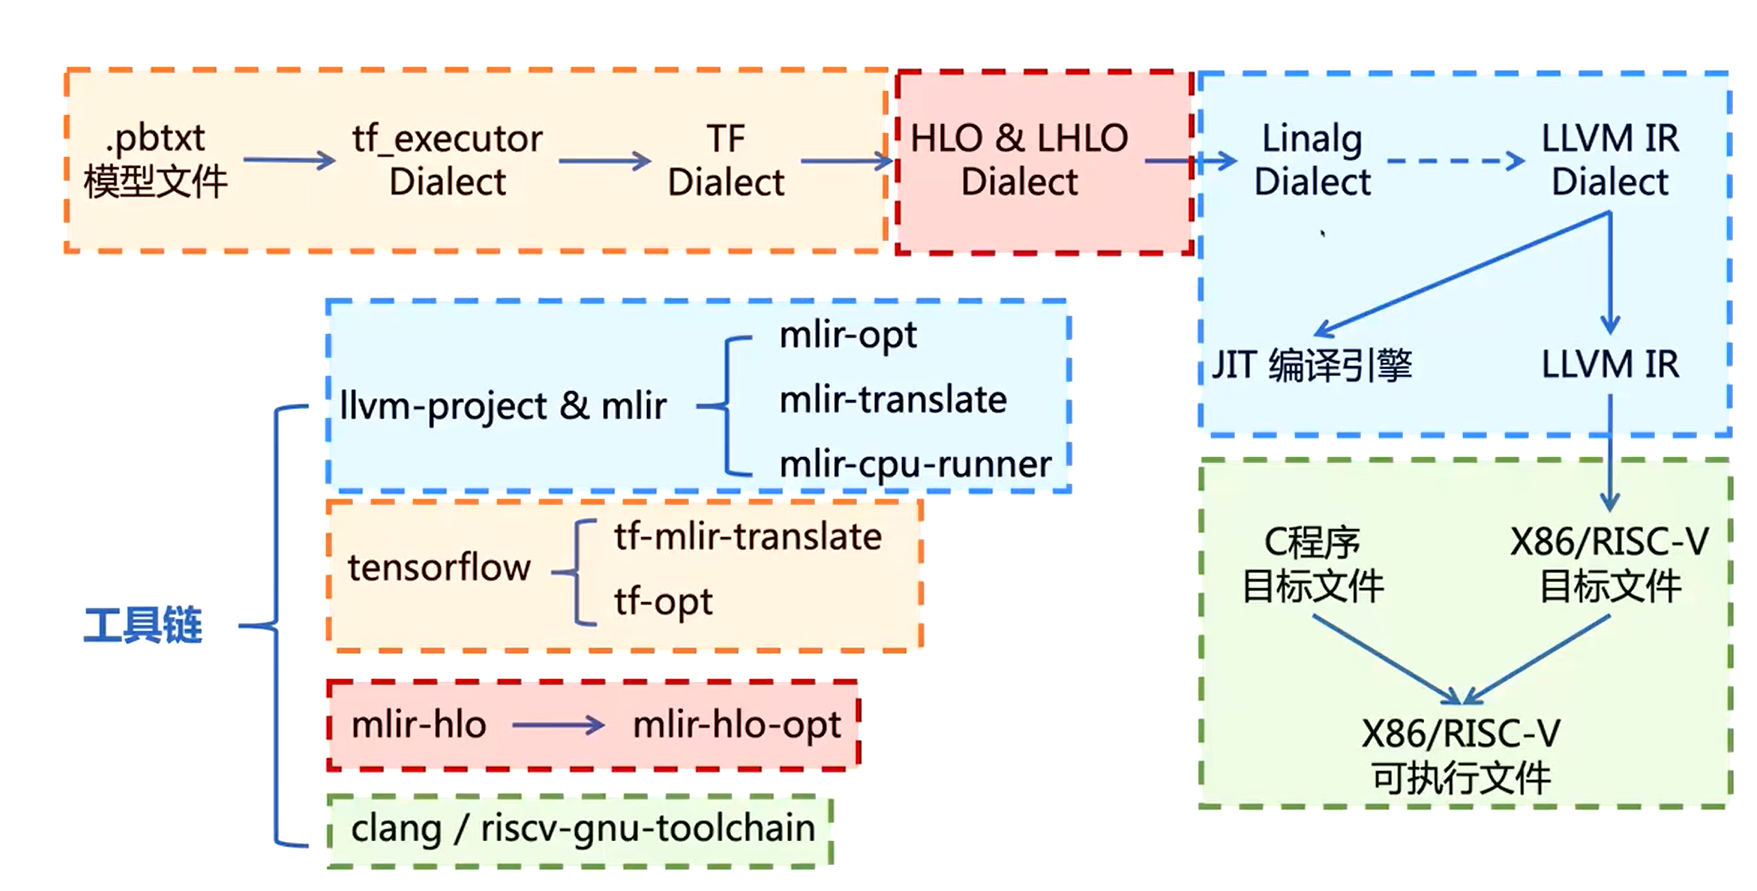 .pbtxt
模型文件
tf_executor
Dialect
TF
Dialect
HLO & LHLO
Dialect
Linalg
Dialect
LLVM IR
Dialect
JIT 编译引擎
LLVM IR
C程序
目标文件
X86/RISC-V
目标文件
X86/RISC-V
可执行文件
工具链
llvm-project & mlir
mlir-opt
mlir-translate
mlir-cpu-runner
tensorflow
tf-mlir-translate
tf-opt
mlir-hlo
mlir-hlo-opt
clang / riscv-gnu-toolchain